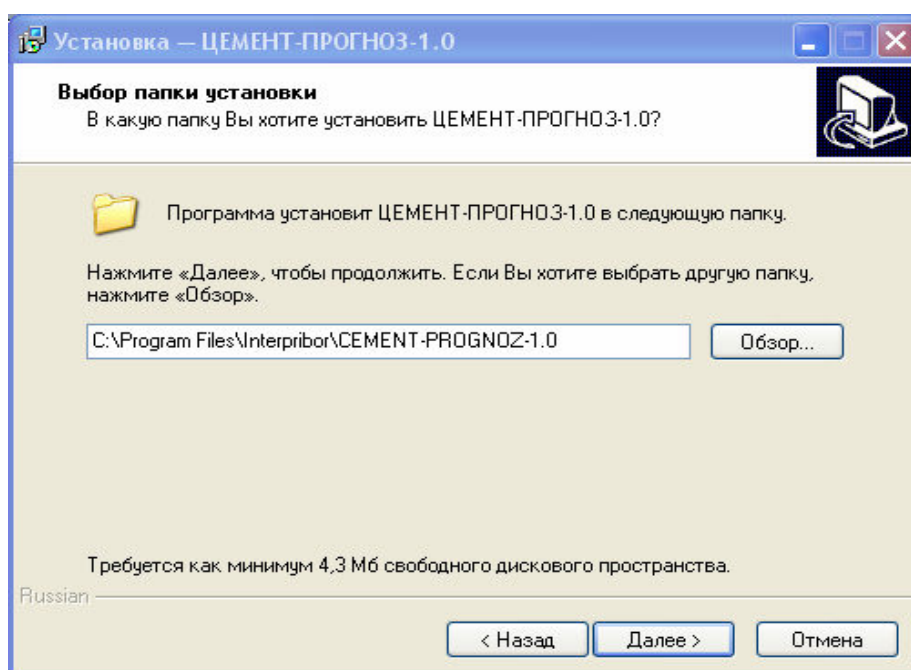 Установка — ЦЕМЕНТ-ПРОГНОЗ-1.0
Выбор папки установки
В какую папку Вы хотите установить ЦЕМЕНТ-ПРОГНОЗ-1.0?
Программа установит ЦЕМЕНТ-ПРОГНОЗ-1.0 в следующую папку.
Нажмите «Далее», чтобы продолжить. Если Вы хотите выбрать другую папку,
нажмите «Обзор».
C:\Program Files\Interpribor\CEMENT-PROGNOZ-1.0
Обзор...
Требуется как минимум 4,3 Мб свободного дискового пространства.
Russian
< Назад
Далее >
Отмена